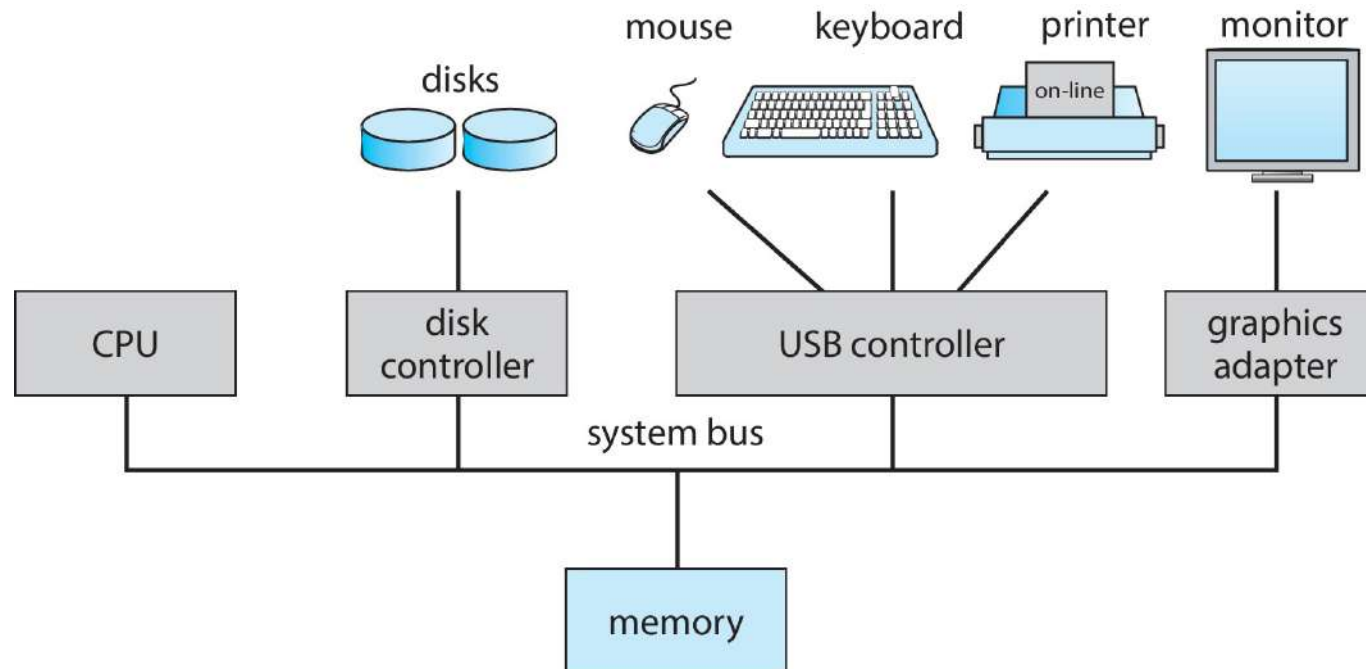 mouse
keyboard
printer
monitor
disks
on-line
CPU
disk
controller
USB controller
graphics
adapter
system bus
memory